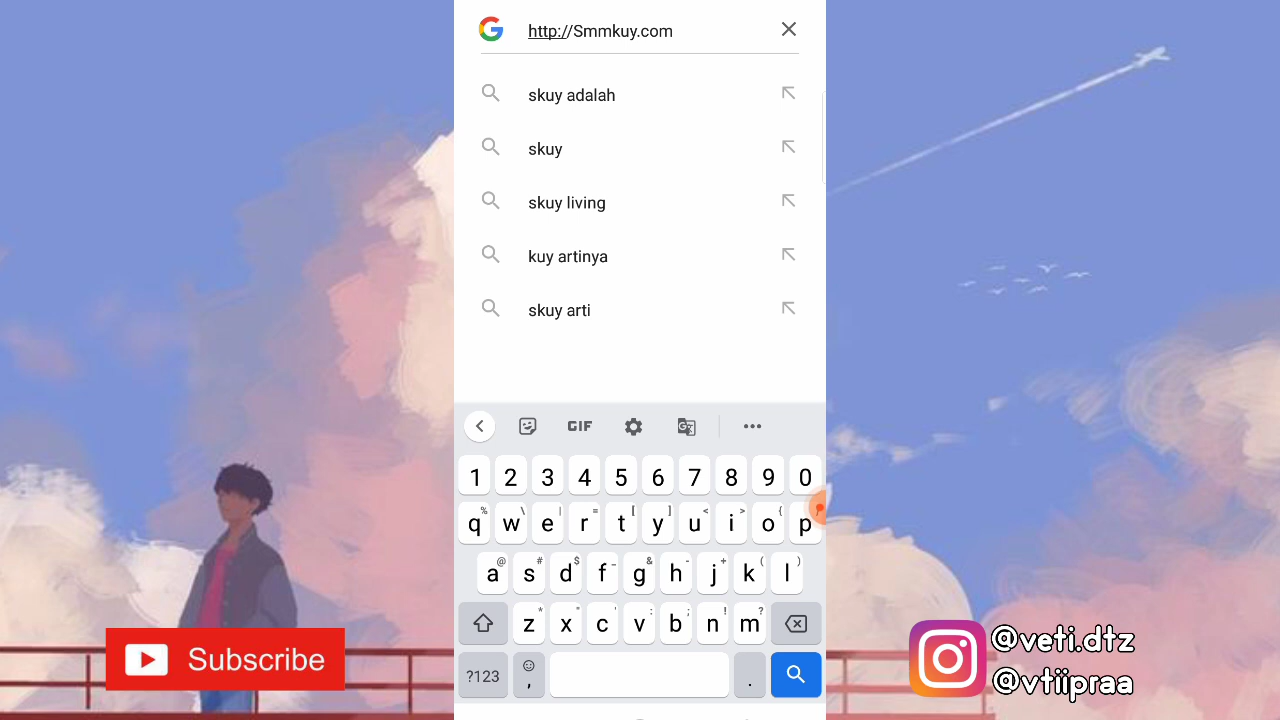 http://Smmkuy.com
skuy adalah
skuy
skuy living
kuy artinya
skuy arti
GIF
1 2 3 4 5 6 7 8 9 0
q w e r t y u i o p
% \ | = [ ] < > { 
a s d f g h j k l
@ # $ _ & - + ( )
z x c v b n m
* " ' : ; ! ?
?123 , .
Subscribe
@veti.dtz
@vtiipraa